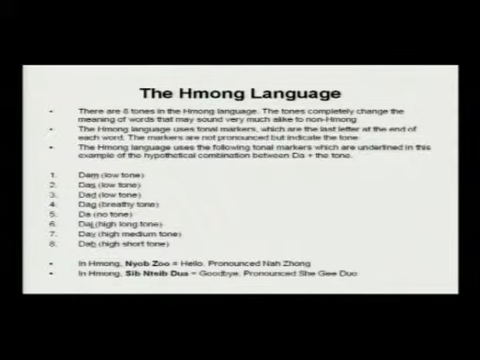 The Hmong Language
• There are 8 tones in the Hmong language. The tones completely change the
meaning of words that may sound very much alike to non-Hmong
• The Hmong language uses tonal markers, which are the last letter at the end of
each word. The markers are not pronounced but indicate the tone.
• The Hmong language uses the following tonal markers which are underlined in this
example of the hypothetical combination between Da + the tone.
1. Dam (low tone)
2. Das (low tone)
3. Dad (low tone)
4. Dag (breathy tone)
5. Da (no tone)
6. Daj (high long tone)
7. Dav (high medium tone)
8. Dab (high short tone)
• In Hmong, Nyob Zoo = Hello. Pronounced Nah Zhong
• In Hmong, Sib Ntsib Dua = Goodbye. Pronounced She Gee Duo